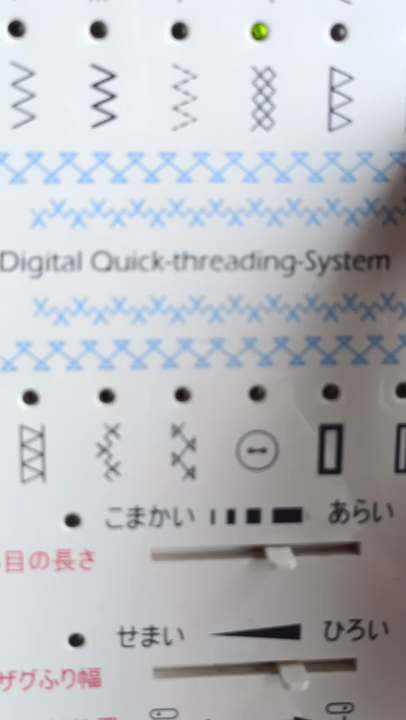 Digital Quick-threading-System
こまかい あらい
目の長さ
せまい ひろい
ザグふり幅